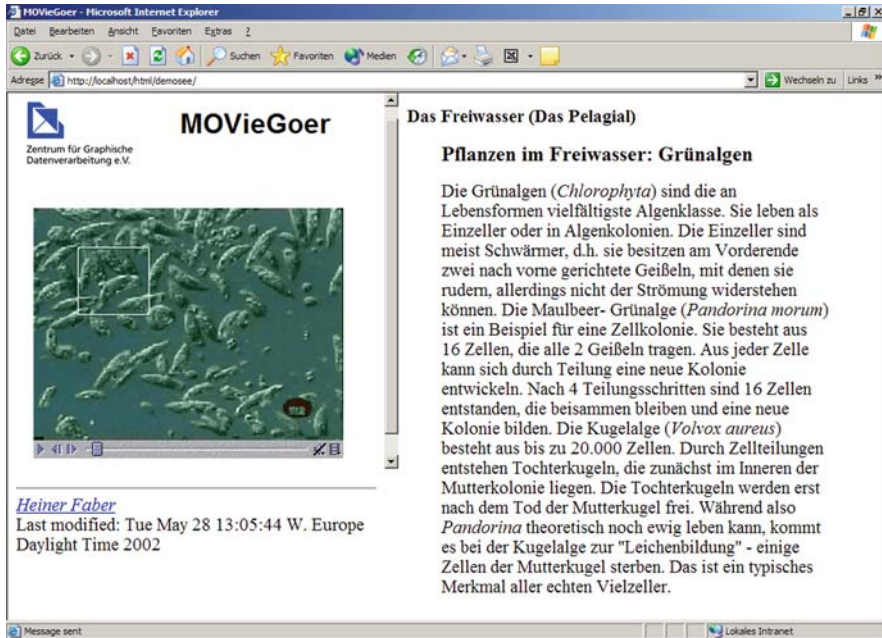 MOVieGoer - Microsoft Internet Explorer
Datei Bearbeiten Ansicht Favoriten Extras ?
Zurück Suchen Favoriten Medien
Adresse http://localhost/html/demosee/ Wechseln zu Links »
Zentrum für Graphische
Datenverarbeitung e.V.
MOVieGoer
Heiner Faber
Last modified: Tue May 28 13:05:44 W. Europe
Daylight Time 2002
Das Freiwasser (Das Pelagial)
Pflanzen im Freiwasser: Grünalgen
Die Grünalgen (Chlorophyta) sind die an
Lebensformen vielfältigste Algenklasse. Sie leben als
Einzeller oder in Algenkolonien. Die Einzeller sind
meist Schwärmer, d.h. sie besitzen am Vorderende
zwei nach vorne gerichtete Geißeln, mit denen sie
rudern, allerdings nicht der Strömung widerstehen
können. Die Maulbeer- Grünalge (Pandorina morum)
ist ein Beispiel für eine Zellkolonie. Sie besteht aus
16 Zellen, die alle 2 Geißeln tragen. Aus jeder Zelle
kann sich durch Teilung eine neue Kolonie
entwickeln. Nach 4 Teilungsschritten sind 16 Zellen
entstanden, die beisammen bleiben und eine neue
Kolonie bilden. Die Kugelalge (Volvox aureus)
besteht aus bis zu 20.000 Zellen. Durch Zellteilungen
entstehen Tochterkugeln, die zunächst im Inneren der
Mutterkolonie liegen. Die Tochterkugeln werden erst
nach dem Tod der Mutterkugel frei. Während also
Pandorina theoretisch noch ewig leben kann, kommt
es bei der Kugelalge zur "Leichenbildung" - einige
Zellen der Mutterkugel sterben. Das ist ein typisches
Merkmal aller echten Vielzeller.
Message sent Lokales Intranet